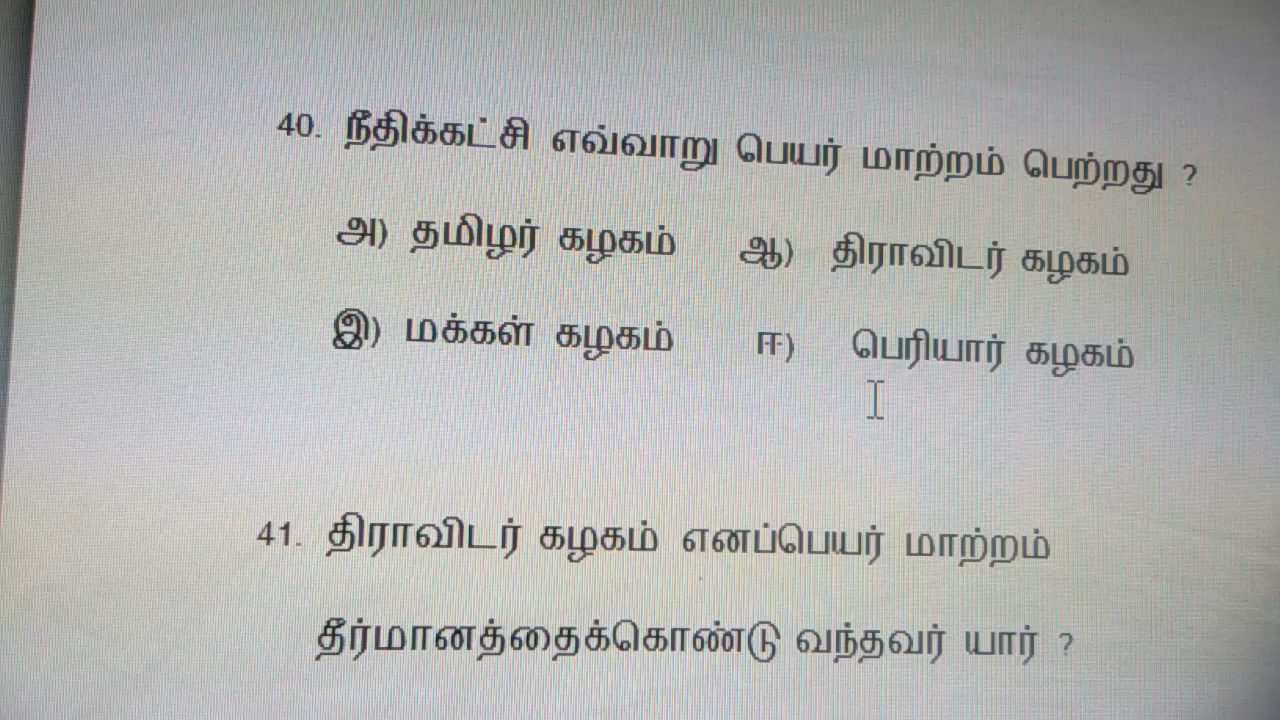 40. நீதிக்கட்சி எவ்வாறு பெயர் மாற்றம் பெற்றது ?
அ) தமிழர் கழகம் ஆ) திராவிடர் கழகம்
இ) மக்கள் கழகம் ஈ) பெரியார் கழகம்
41. திராவிடர் கழகம் எனப்பெயர் மாற்றம்
தீர்மானத்தைக்கொண்டு வந்தவர் யார் ?